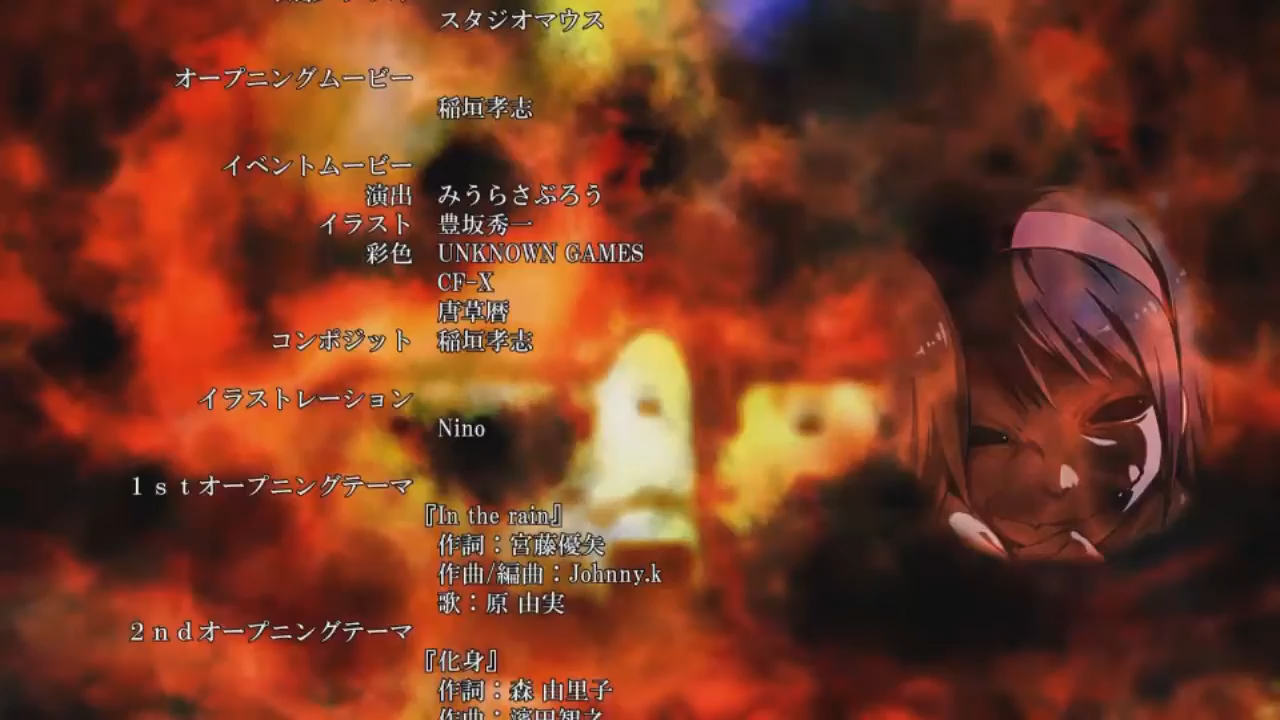 スタジオマウス
オープニングムービー
稲垣孝志
イベントムービー
演出 みうらさぶろう
イラスト 豊坂秀一
彩色 UNKNOWN GAMES
CF-X
唐草暦
コンポジット 稲垣孝志
イラストレーション
Nino
1ｓｔオープニングテーマ
『In the rain』
作詞：宮藤優矢
作曲/編曲：Johnny.k
歌：原 由実
2ｎｄオープニングテーマ
『化身』
作詞：森 由里子
作曲：濱田智之